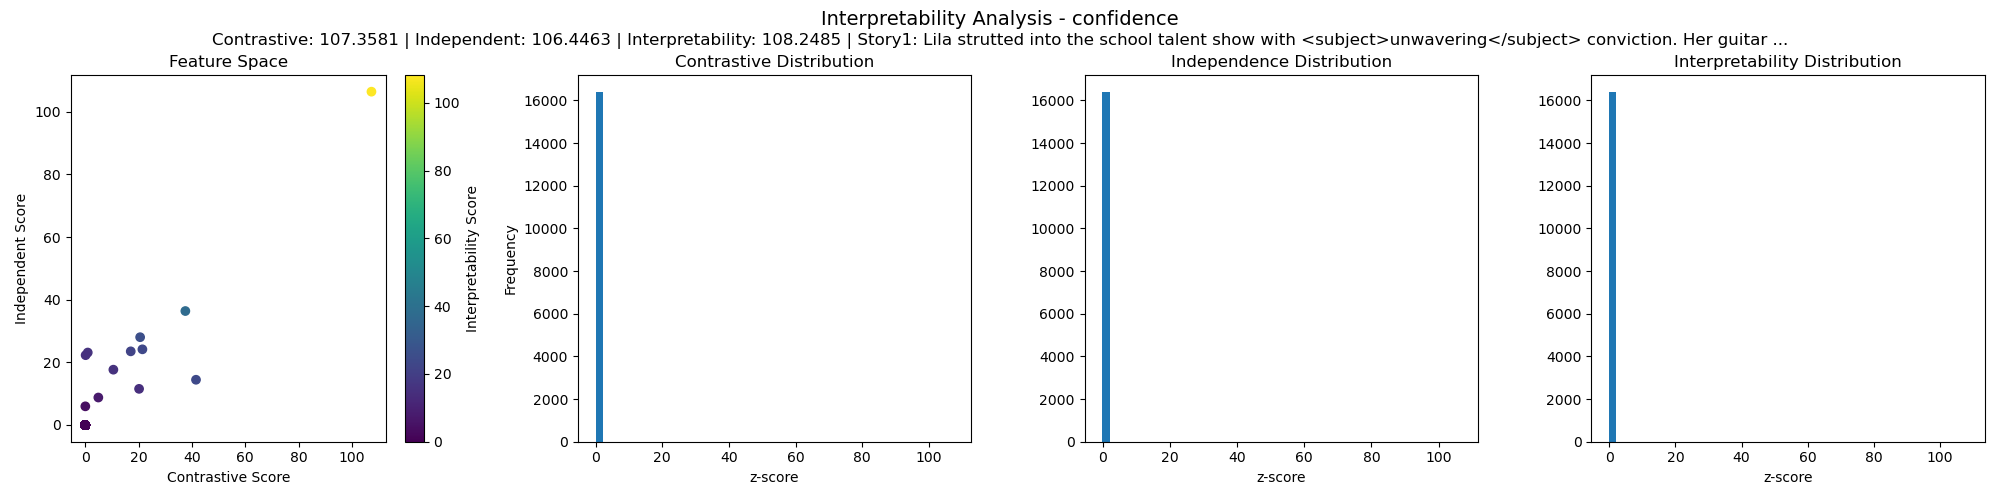 Interpretability Analysis - confidence
Contrastive: 107.3581 | Independent: 106.4463 | Interpretability: 108.2485 | Story1: Lila strutted into the school talent show with <subject>unwavering</subject> conviction. Her guitar ...
Feature Space
Independent Score
100
80
60
40
20
0
0 20 40 60 80 100
Contrastive Score
100
80
60
40
20
0
Interpretability Score
Contrastive Distribution
Frequency
16000
14000
12000
10000
8000
6000
4000
2000
0
0 20 40 60 80 100
z-score
Independence Distribution
16000
14000
12000
10000
8000
6000
4000
2000
0
0 20 40 60 80 100
z-score
Interpretability Distribution
16000
14000
12000
10000
8000
6000
4000
2000
0
0 20 40 60 80 100
z-score